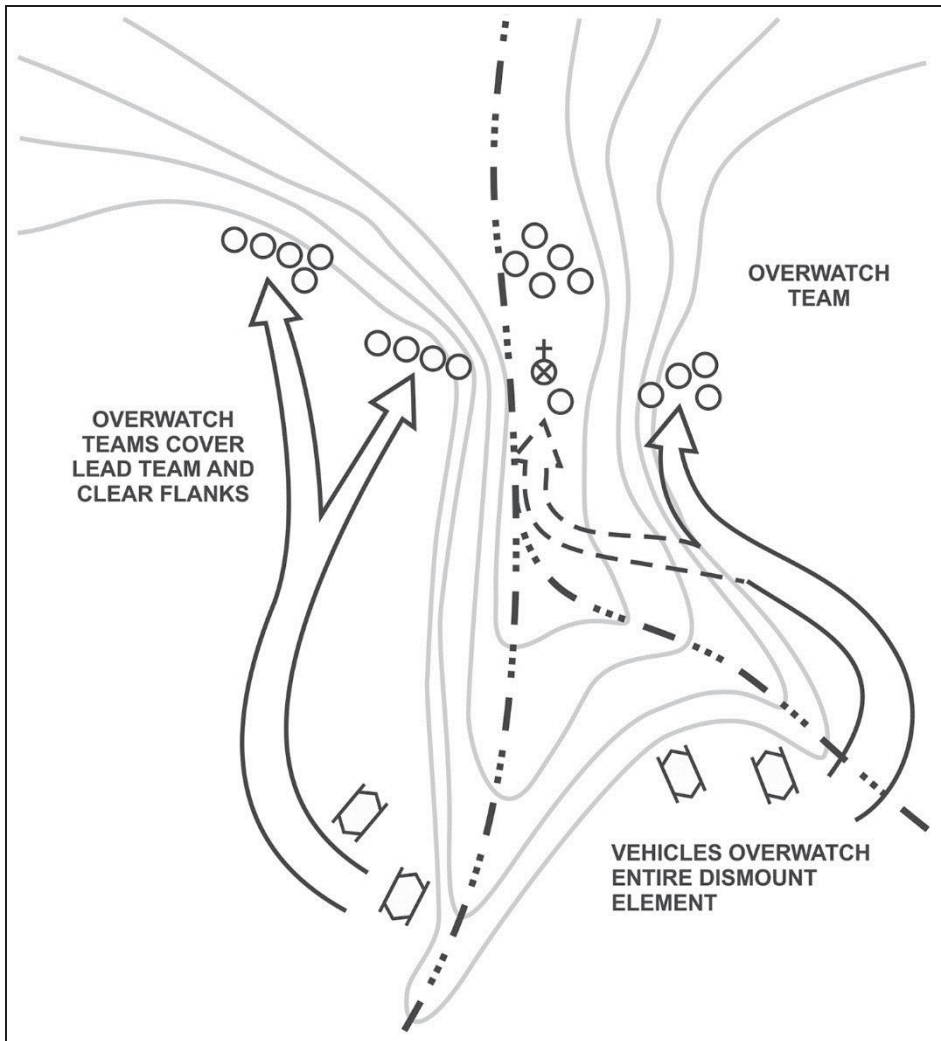 OVERWATCH
TEAM
OVERWATCH
TEAMS COVER
LEAD TEAM AND
CLEAR FLANKS
VEHICLES OVERWATCH
ENTIRE DISMOUNT
ELEMENT